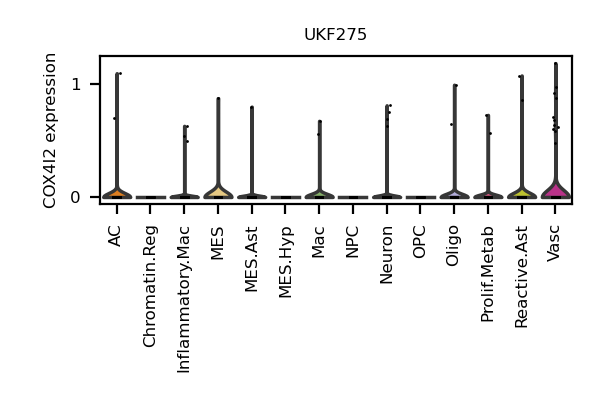 UKF275
COX4I2 expression
1
0
AC
Chromatin.Reg
Inflammatory.Mac
MES
MES.Ast
MES.Hyp
Mac
NPC
Neuron
OPC
Oligo
Prolif.Metab
Reactive.Ast
Vasc